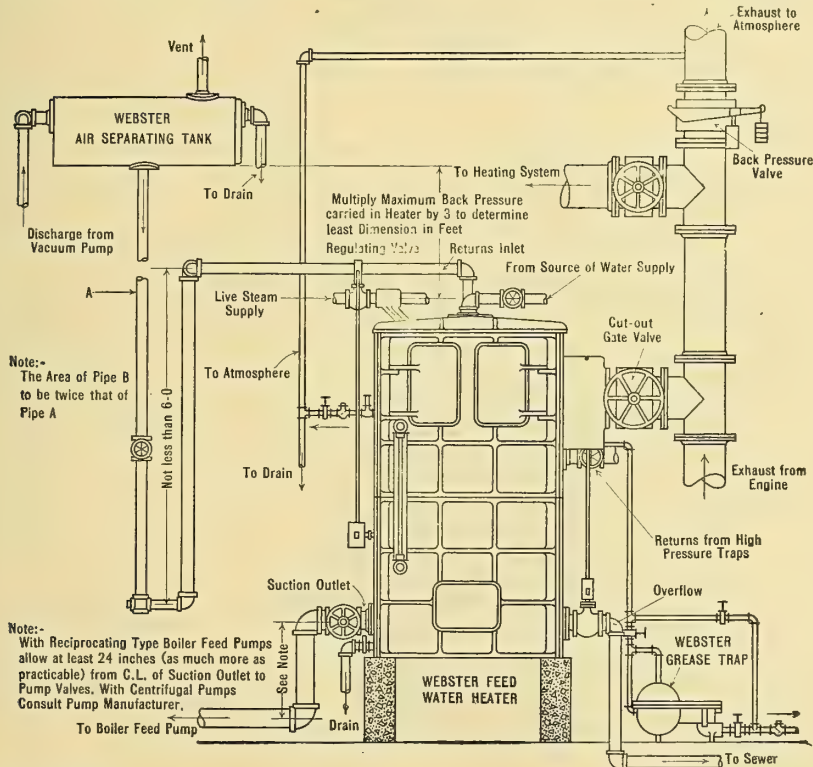 Exhaust to
Atmosphere
Vent
WEBSTER
AIR SEPARATING TANK
Back Pressure
Valve
To Heating System
To Drain
Multiply Maximum Back Pressure
carried in Heater by 3 to determine
least Dimension in Feet
Discharge from
Vacuum Pump
Regulating Valve
Returns Inlet
From Source of Water Supply
A
Live Steam
Supply
Cut-out
Gate Valve
Note:-
The Area of Pipe B
to be twice that of
Pipe A
To Atmosphere
Not less than 6-0
To Drain
Exhaust from
Engine
Returns from High
Pressure Traps
Suction Outlet
Overflow
Note:-
With Reciprocating Type Boiler Feed Pumps
allow at least 24 inches (as much more as
practicable) from C.L. of Suction Outlet to
Pump Valves. With Centrifugal Pumps
Consult Pump Manufacturer.
See Note
WEBSTER FEED
WATER HEATER
WEBSTER
GREASE TRAP
To Boiler Feed Pump
Drain
To Sewer